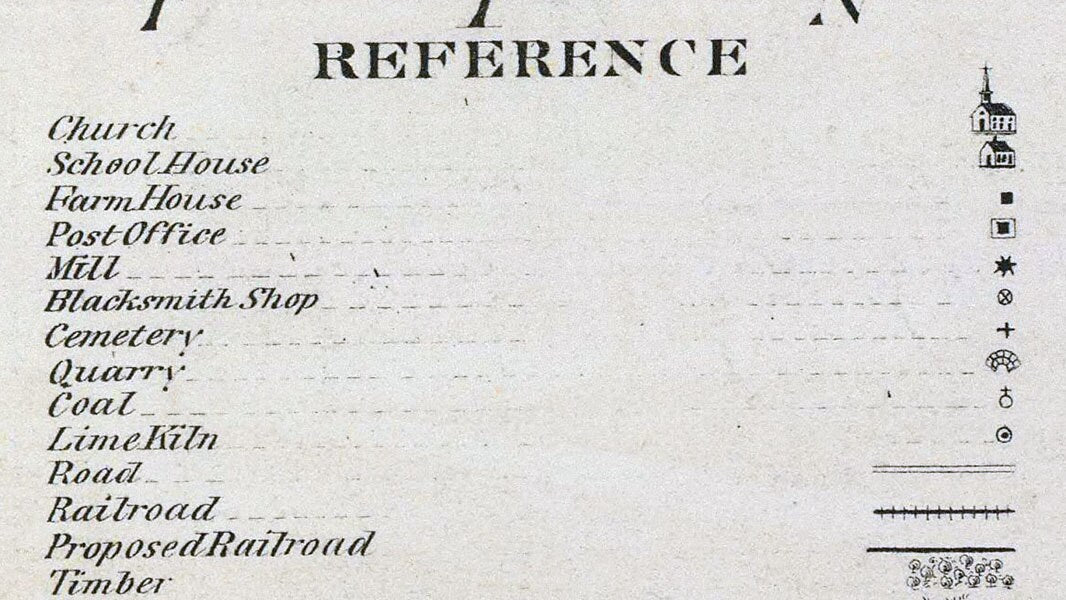 REFERENCE
Church
School House
Farm House
Post Office
Mill
Blacksmith Shop
Cemetery
Quarry
Coal
Lime Kiln
Road
Railroad
Proposed Railroad
Timber